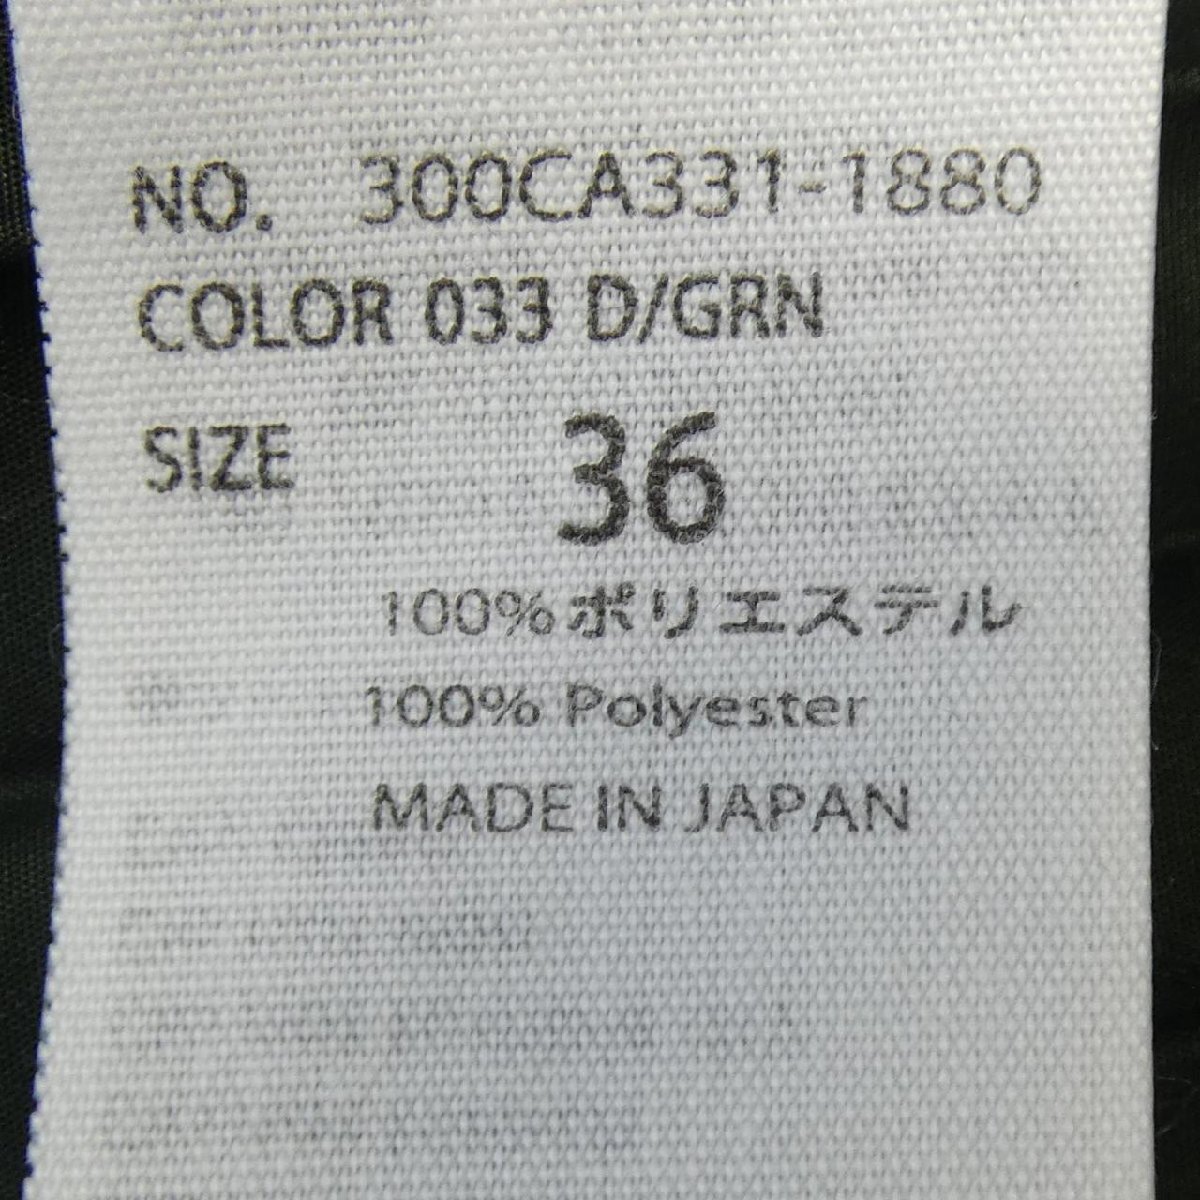 NO. 300CA331-1880
COLOR 033 D/GRN
SIZE 36
100%ポリエステル
100% Polyester
MADE IN JAPAN